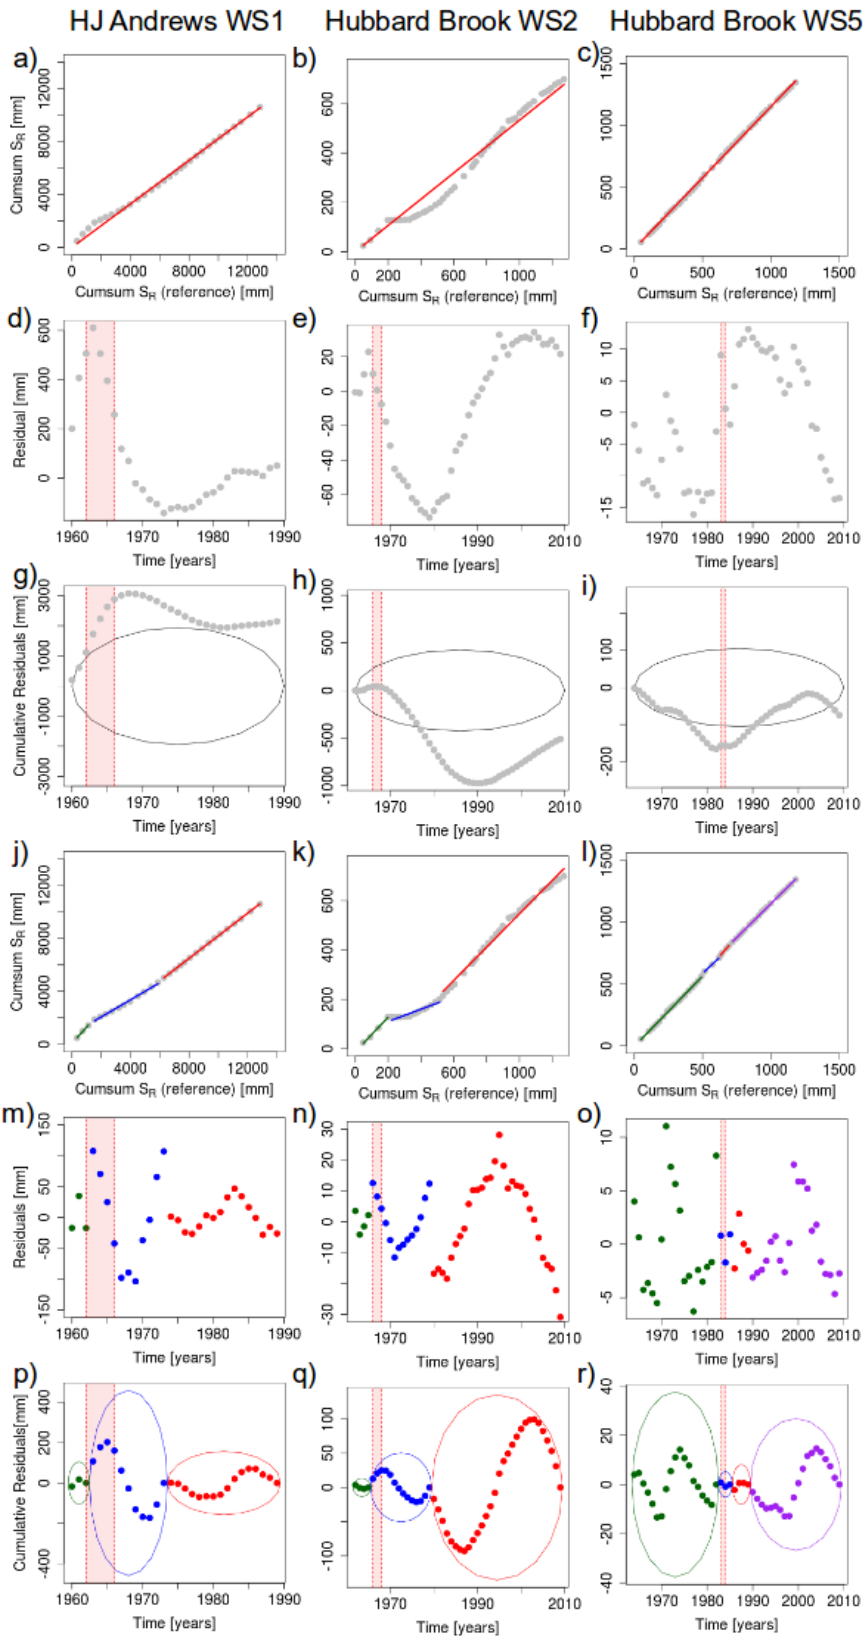 HJ Andrews WS1 Hubbard Brook WS2 Hubbard Brook WS5
a) b) c)
Cumsum S_R [mm]
0 4000 8000 12000
0 200 400 600
0 500 1000 1500
0 4000 8000 12000
0 200 600 1000
0 500 1000 1500
Cumsum S_R (reference) [mm] Cumsum S_R (reference) [mm] Cumsum S_R (reference) [mm]
d) e) f)
Residual [mm]
0 200 400 600
-60 -40 -20 0 20
-15 -5 0 5 10
1960 1970 1980 1990
1970 1990 2010
1970 1980 1990 2000 2010
Time [years] Time [years] Time [years]
g) h) i)
Cumulative Residuals [mm]
-3000 -1000 1000 3000
-1000 -500 0 500 1000
-200 -100 0 100
1960 1970 1980 1990
1970 1990 2010
1970 1980 1990 2000 2010
Time [years] Time [years] Time [years]
j) k) l)
Cumsum S_R [mm]
0 4000 8000 12000
0 200 400 600
0 500 1000 1500
0 4000 8000 12000
0 200 400 600 1000
0 500 1000 1500
Cumsum S_R (reference) [mm] Cumsum S_R (reference) [mm] Cumsum S_R (reference) [mm]
m) n) o)
Residuals [mm]
-150 -50 0 50 150
-30 -10 0 10 20 30
-5 0 5 10
1960 1970 1980 1990
1970 1990 2010
1970 1980 1990 2000 2010
Time [years] Time [years] Time [years]
p) q) r)
Cumulative Residuals[mm]
-400 0 200 400
-100 0 50 100
-40 -20 0 20 40
1960 1970 1980 1990
1970 1990 2010
1970 1980 1990 2000 2010
Time [years] Time [years] Time [years]